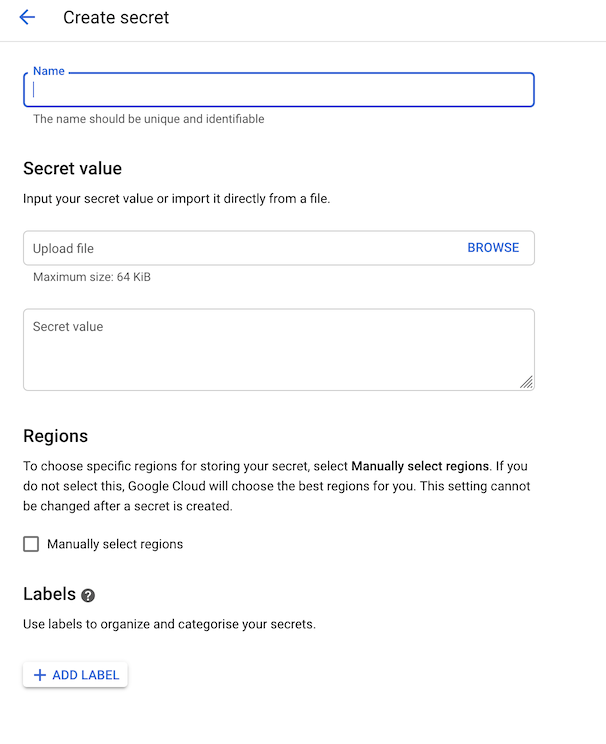 Create secret
Name
The name should be unique and identifiable
Secret value
Input your secret value or import it directly from a file.
Upload file BROWSE
Maximum size: 64 KiB
Secret value
Regions
To choose specific regions for storing your secret, select Manually select regions. If you
do not select this, Google Cloud will choose the best regions for you. This setting cannot
be changed after a secret is created.
Manually select regions
Labels ?
Use labels to organize and categorise your secrets.
+ ADD LABEL